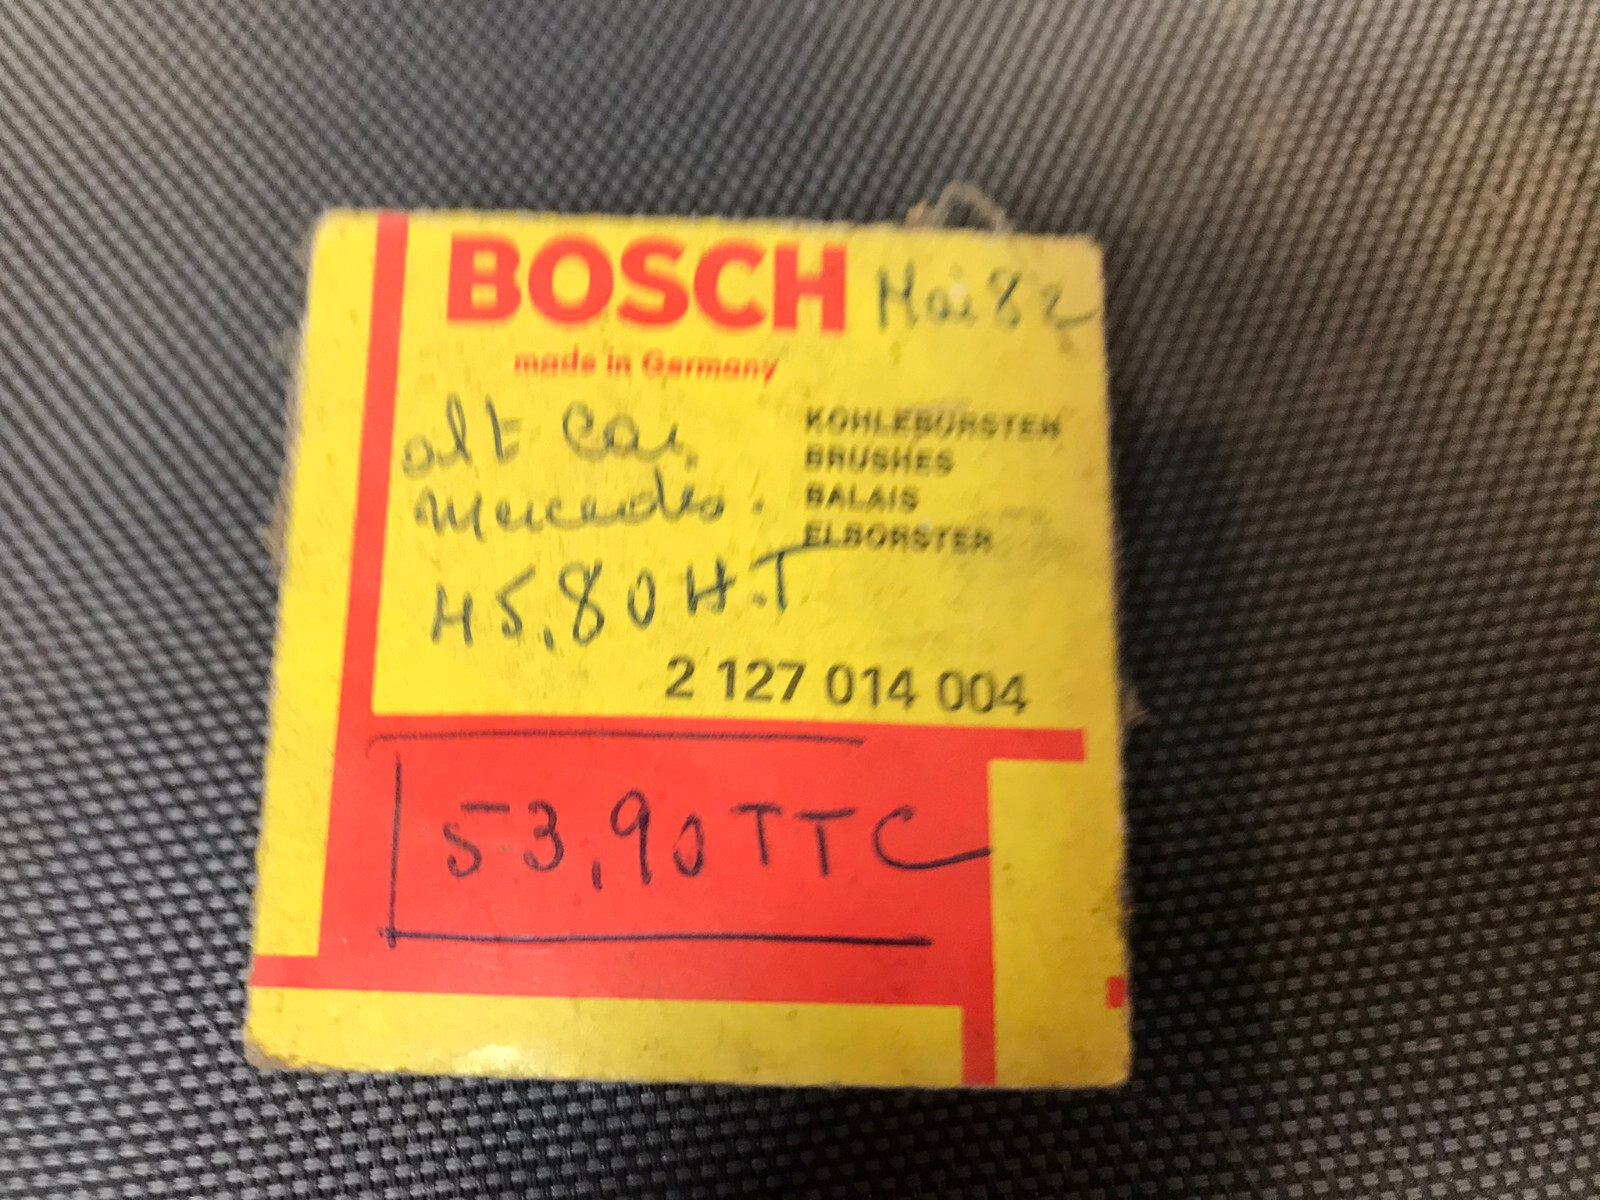 BOSCH Mai 82
made in Germany
alt Car
Mercedes.
KOHLEBÜRSTEN
BRUSHES
BALAIS
ELBORSTER
45,80 H.T
2 127 014 004
53,90 TTC